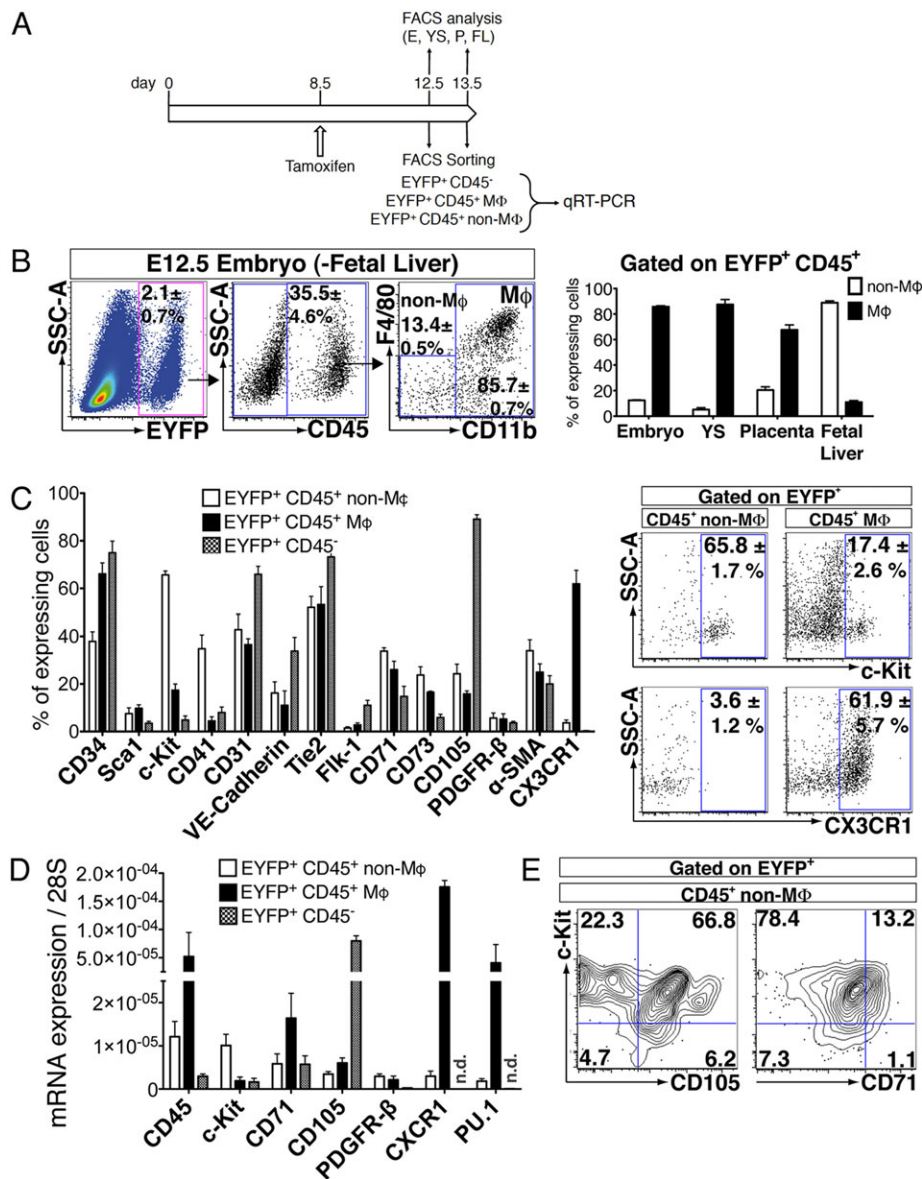 A
FACS analysis
(E, YS, P, FL)
day
0
8.5
12.5
13.5
Tamoxifen
FACS Sorting
EYFP⁺ CD45⁻
EYFP⁺ CD45⁺ MΦ
EYFP⁺ CD45⁺ non-MΦ
qRT-PCR
B
E12.5 Embryo (-Fetal Liver)
SSC-A
2.1±
0.7%
EYFP
SSC-A
35.5±
4.6%
CD45
F4/80
non-MΦ
13.4±
0.5%
MΦ
85.7±
0.7%
CD11b
Gated on EYFP⁺ CD45⁺
non-MΦ
MΦ
% of expressing cells
100
80
60
40
20
0
Embryo
YS
Placenta
Fetal
Liver
C
EYFP⁺ CD45⁺ non-Mφ
EYFP⁺ CD45⁺ Mφ
EYFP⁺ CD45⁻
% of expressing cells
100
80
60
40
20
0
CD34
Sca1
c-Kit
CD41
CD31
VE-Cadherin
Tie2
Flk-1
CD71
CD73
CD105
PDGFR-β
α-SMA
CX3CR1
Gated on EYFP⁺
CD45⁺ non-MΦ
CD45⁺ MΦ
SSC-A
65.8 ±
1.7 %
17.4 ±
2.6 %
c-Kit
SSC-A
3.6 ±
1.2 %
61.9 ±
5.7 %
CX3CR1
D
EYFP⁺ CD45⁺ non-Mφ
EYFP⁺ CD45⁺ Mφ
EYFP⁺ CD45⁻
mRNA expression / 28S
2.0×10⁻⁰⁴
1.5×10⁻⁰⁴
1.0×10⁻⁰⁴
5.0×10⁻⁰⁵
2×10⁻⁰⁵
1×10⁻⁰⁵
0
n.d.
n.d.
CD45
c-Kit
CD71
CD105
PDGFR-β
CXCR1
PU.1
E
Gated on EYFP⁺
CD45⁺ non-MΦ
c-Kit
22.3
66.8
4.7
6.2
CD105
78.4
13.2
7.3
1.1
CD71